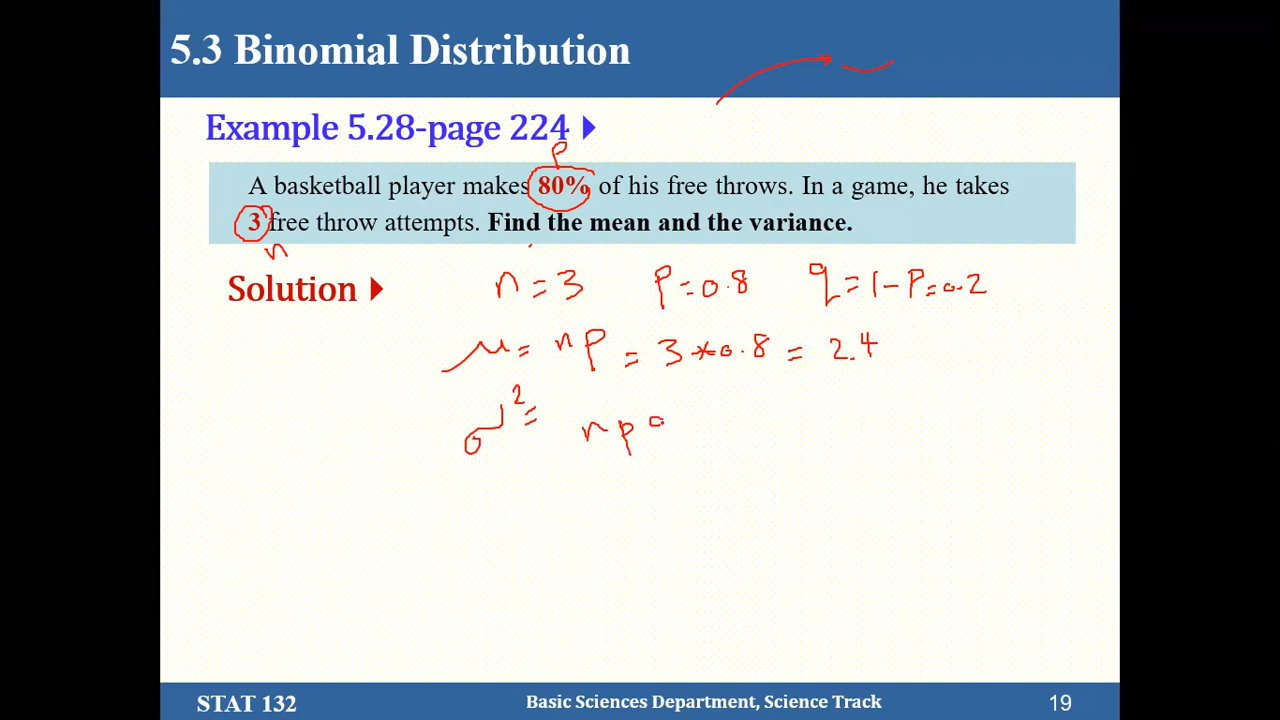 5.3 Binomial Distribution
Example 5.28-page 224
P
A basketball player makes 80% of his free throws. In a game, he takes
3 free throw attempts. Find the mean and the variance.
n
Solution
n = 3 P = 0.8 q = 1 - P = 0.2
μ = nP = 3 * 0.8 = 2.4
σ² = n p
STAT 132
Basic Sciences Department, Science Track
19